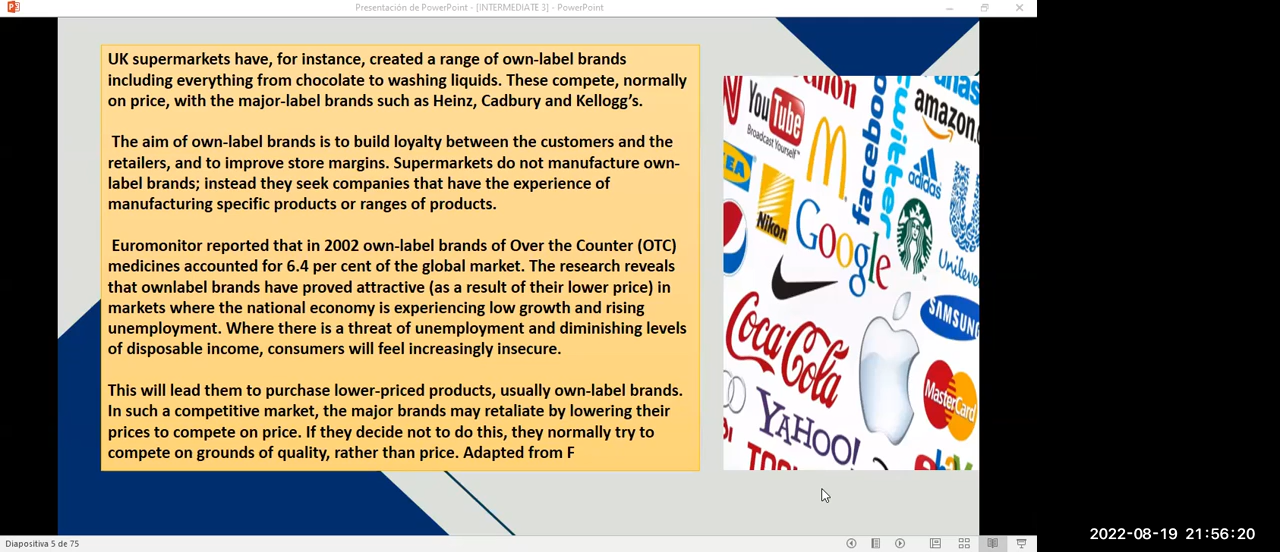 Presentación de PowerPoint - [INTERMEDIATE 3] - PowerPoint
UK supermarkets have, for instance, created a range of own-label brands
including everything from chocolate to washing liquids. These compete, normally
on price, with the major-label brands such as Heinz, Cadbury and Kellogg's.
The aim of own-label brands is to build loyalty between the customers and the
retailers, and to improve store margins. Supermarkets do not manufacture own-
label brands; instead they seek companies that have the experience of
manufacturing specific products or ranges of products.
Euromonitor reported that in 2002 own-label brands of Over the Counter (OTC)
medicines accounted for 6.4 per cent of the global market. The research reveals
that ownlabel brands have proved attractive (as a result of their lower price) in
markets where the national economy is experiencing low growth and rising
unemployment. Where there is a threat of unemployment and diminishing levels
of disposable income, consumers will feel increasingly insecure.
This will lead them to purchase lower-priced products, usually own-label brands.
In such a competitive market, the major brands may retaliate by lowering their
prices to compete on price. If they decide not to do this, they normally try to
compete on grounds of quality, rather than price. Adapted from F
YouTube
Broadcast Yourself
faceboo
twitter
amazon.
adidas
Nikon
Google
Unilever
SAMSUNG
Coca Cola
MasterCard
YAHOO!
Diapositiva 5 de 75
2022-08-19 21:56:20